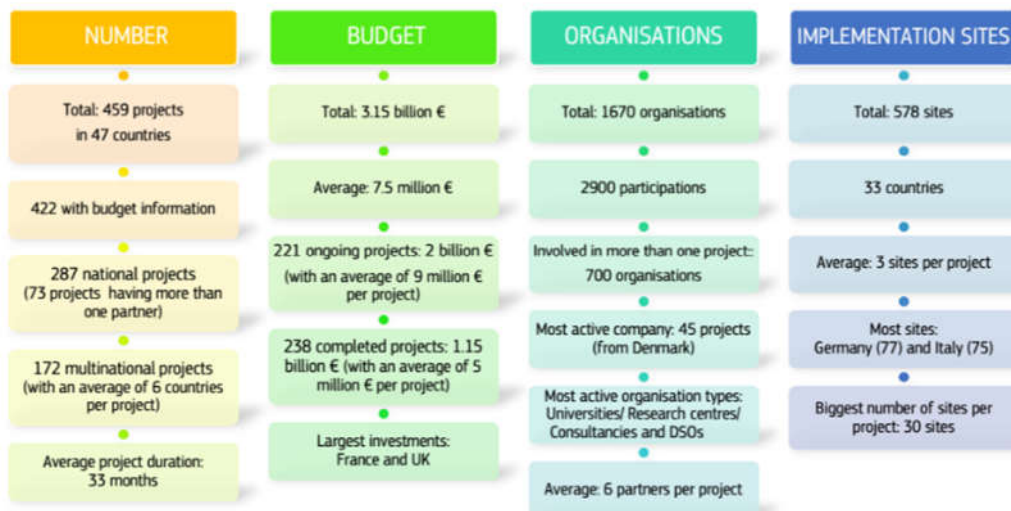 NUMBER
Total: 459 projects
in 47 countries
422 with budget information
287 national projects
(73 projects having more than
one partner)
172 multinational projects
(with an average of 6 countries
per project)
Average project duration:
33 months
BUDGET
Total: 3.15 billion €
Average: 7.5 million €
221 ongoing projects: 2 billion €
(with an average of 9 million €
per project)
238 completed projects: 1.15
billion € (with an average of 5
million € per project)
Largest investments:
France and UK
ORGANISATIONS
Total: 1670 organisations
2900 participations
Involved in more than one project:
700 organisations
Most active company: 45 projects
(from Denmark)
Most active organisation types:
Universities/ Research centres/
Consultancies and DSOs
Average: 6 partners per project
IMPLEMENTATION SITES
Total: 578 sites
33 countries
Average: 3 sites per project
Most sites:
Germany (77) and Italy (75)
Biggest number of sites per
project: 30 sites